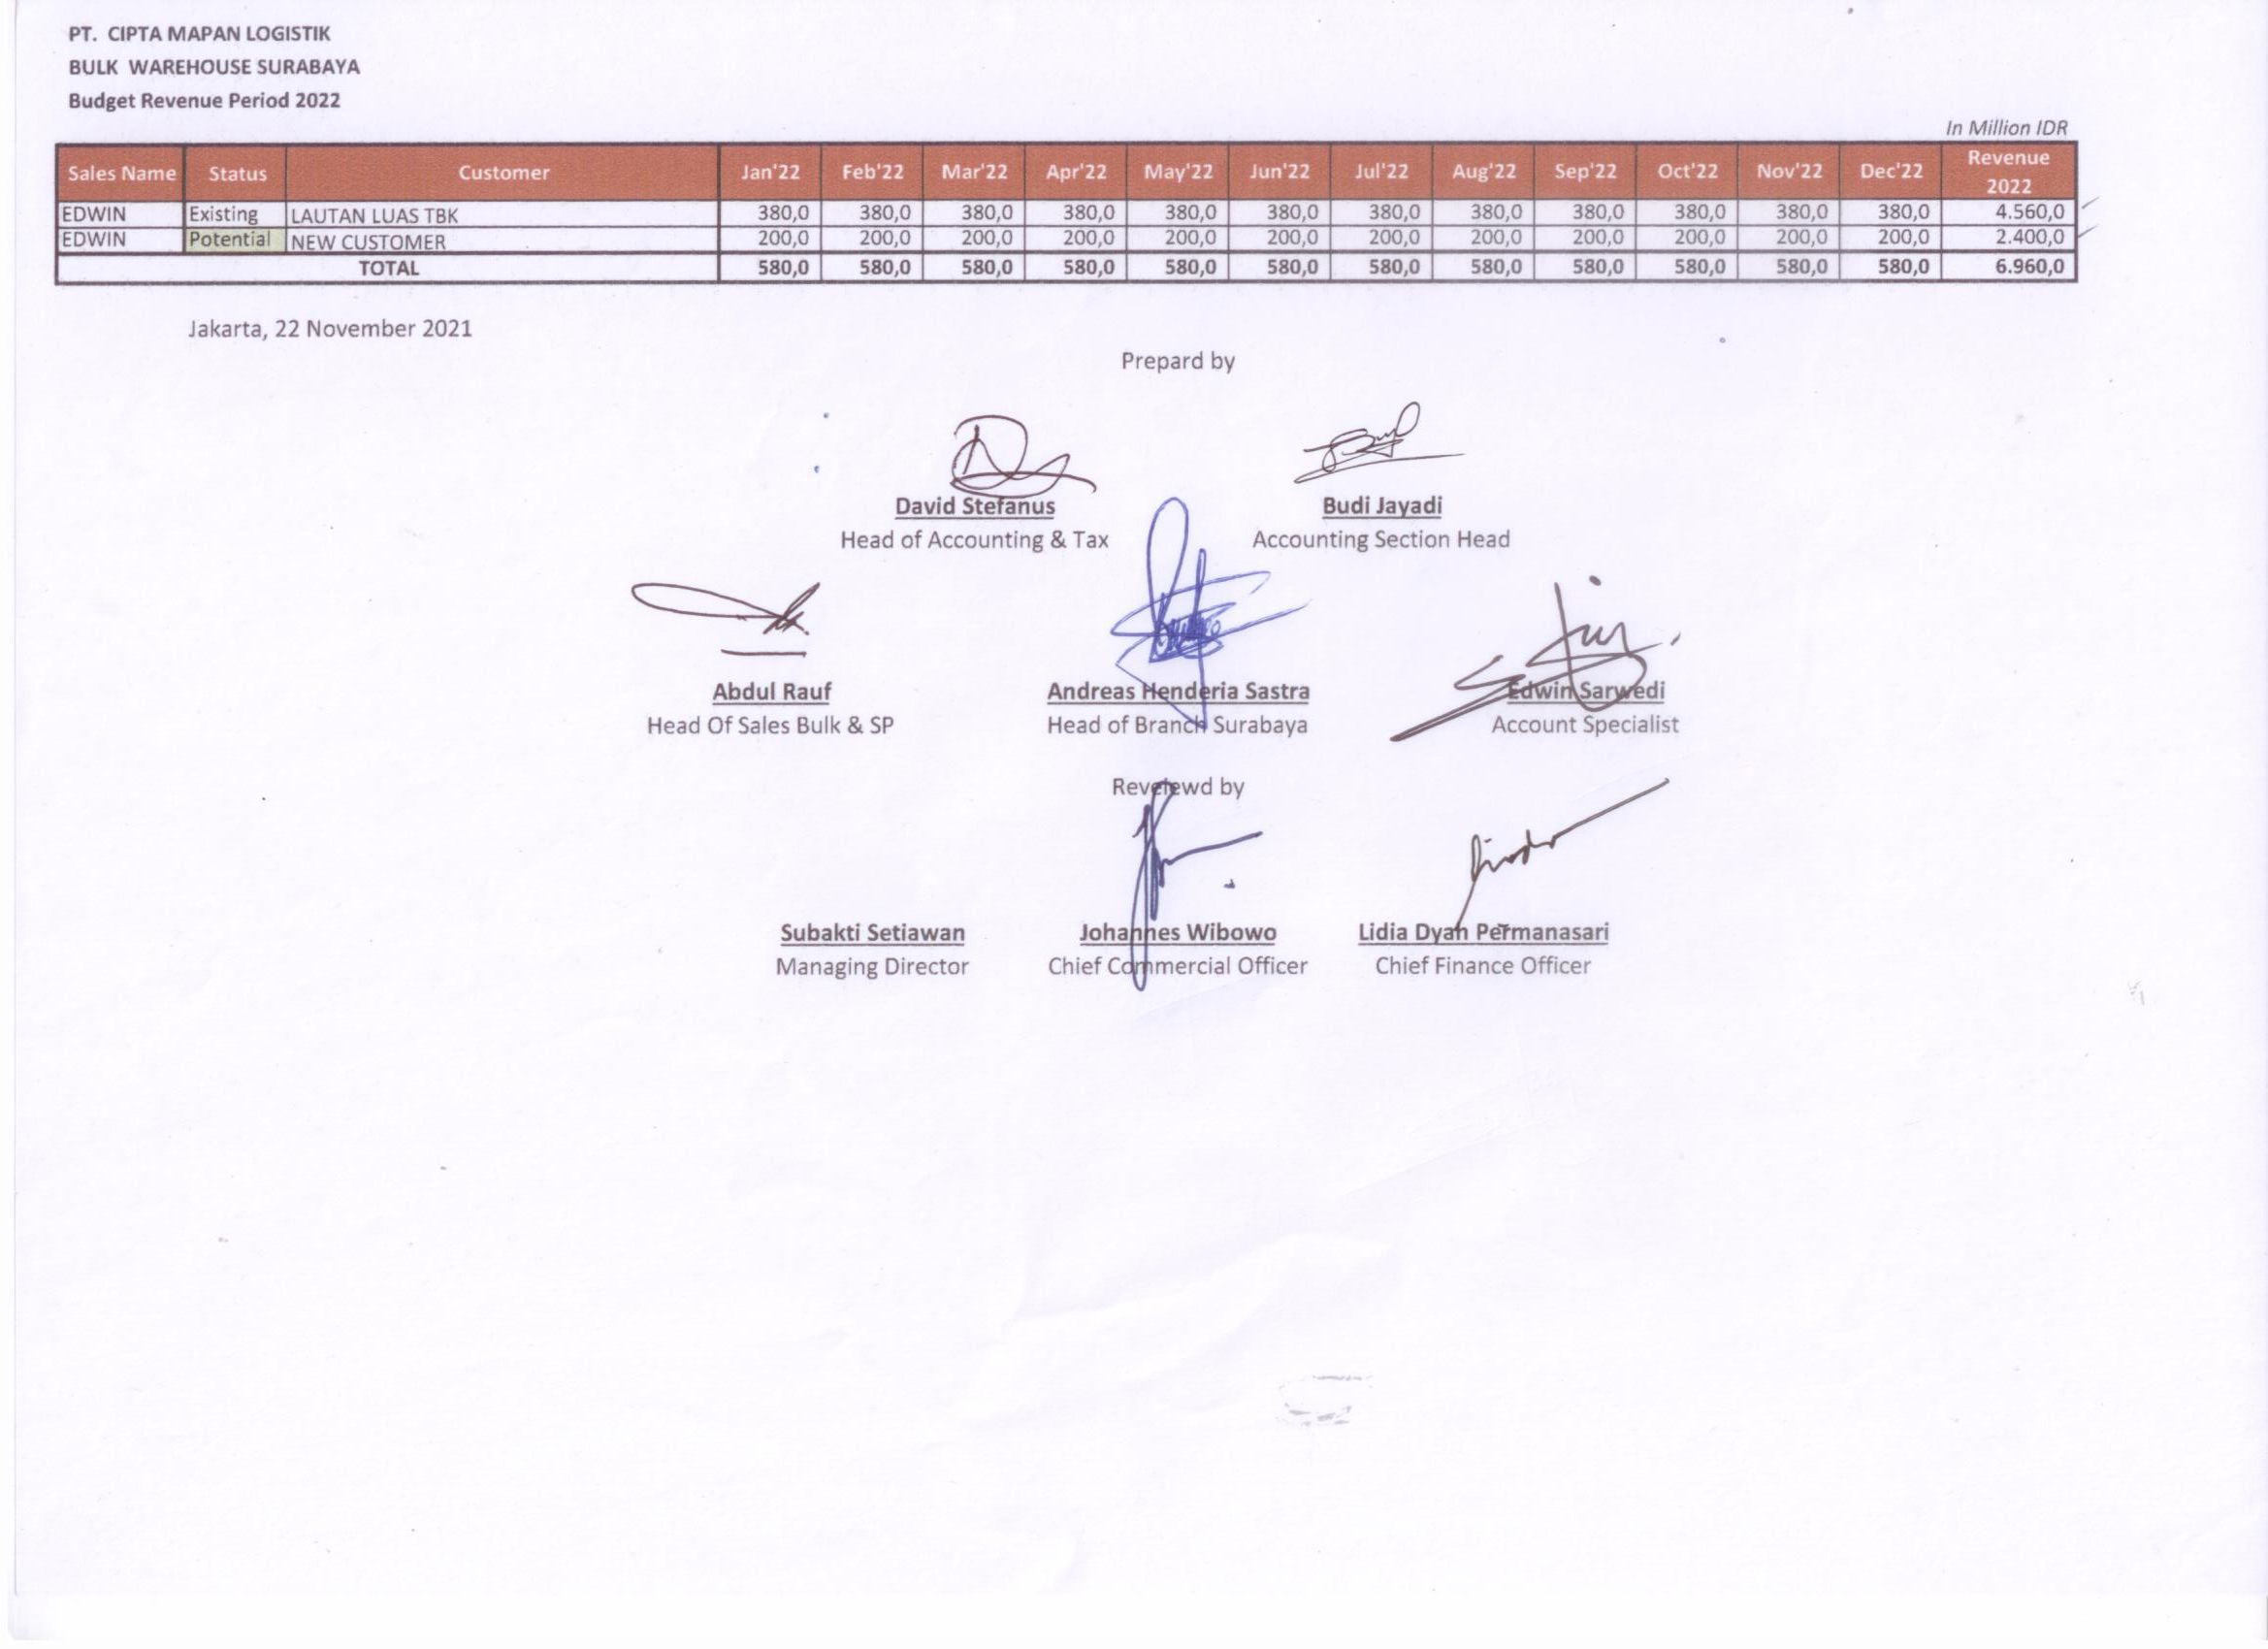 PT. CIPTA MAPAN LOGISTIK
BULK WAREHOUSE SURABAYA
Budget Revenue Period 2022
In Million IDR
Sales Name Status Customer Jan'22 Feb'22 Mar'22 Apr'22 May'22 Jun'22 Jul'22 Aug'22 Sep'22 Oct'22 Nov'22 Dec'22 Revenue 2022
EDWIN Existing LAUTAN LUAS TBK 380,0 380,0 380,0 380,0 380,0 380,0 380,0 380,0 380,0 380,0 380,0 380,0 4.560,0
EDWIN Potential NEW CUSTOMER 200,0 200,0 200,0 200,0 200,0 200,0 200,0 200,0 200,0 200,0 200,0 200,0 2.400,0
TOTAL 580,0 580,0 580,0 580,0 580,0 580,0 580,0 580,0 580,0 580,0 580,0 580,0 6.960,0
Jakarta, 22 November 2021
Prepard by
David Stefanus Budi Jayadi
Head of Accounting & Tax Accounting Section Head
Abdul Rauf Andreas Henderia Sastra Edwin Sarwedi
Head Of Sales Bulk & SP Head of Branch Surabaya Account Specialist
Reveiewd by
Subakti Setiawan Johannes Wibowo Lidia Dyah Permanasari
Managing Director Chief Commercial Officer Chief Finance Officer